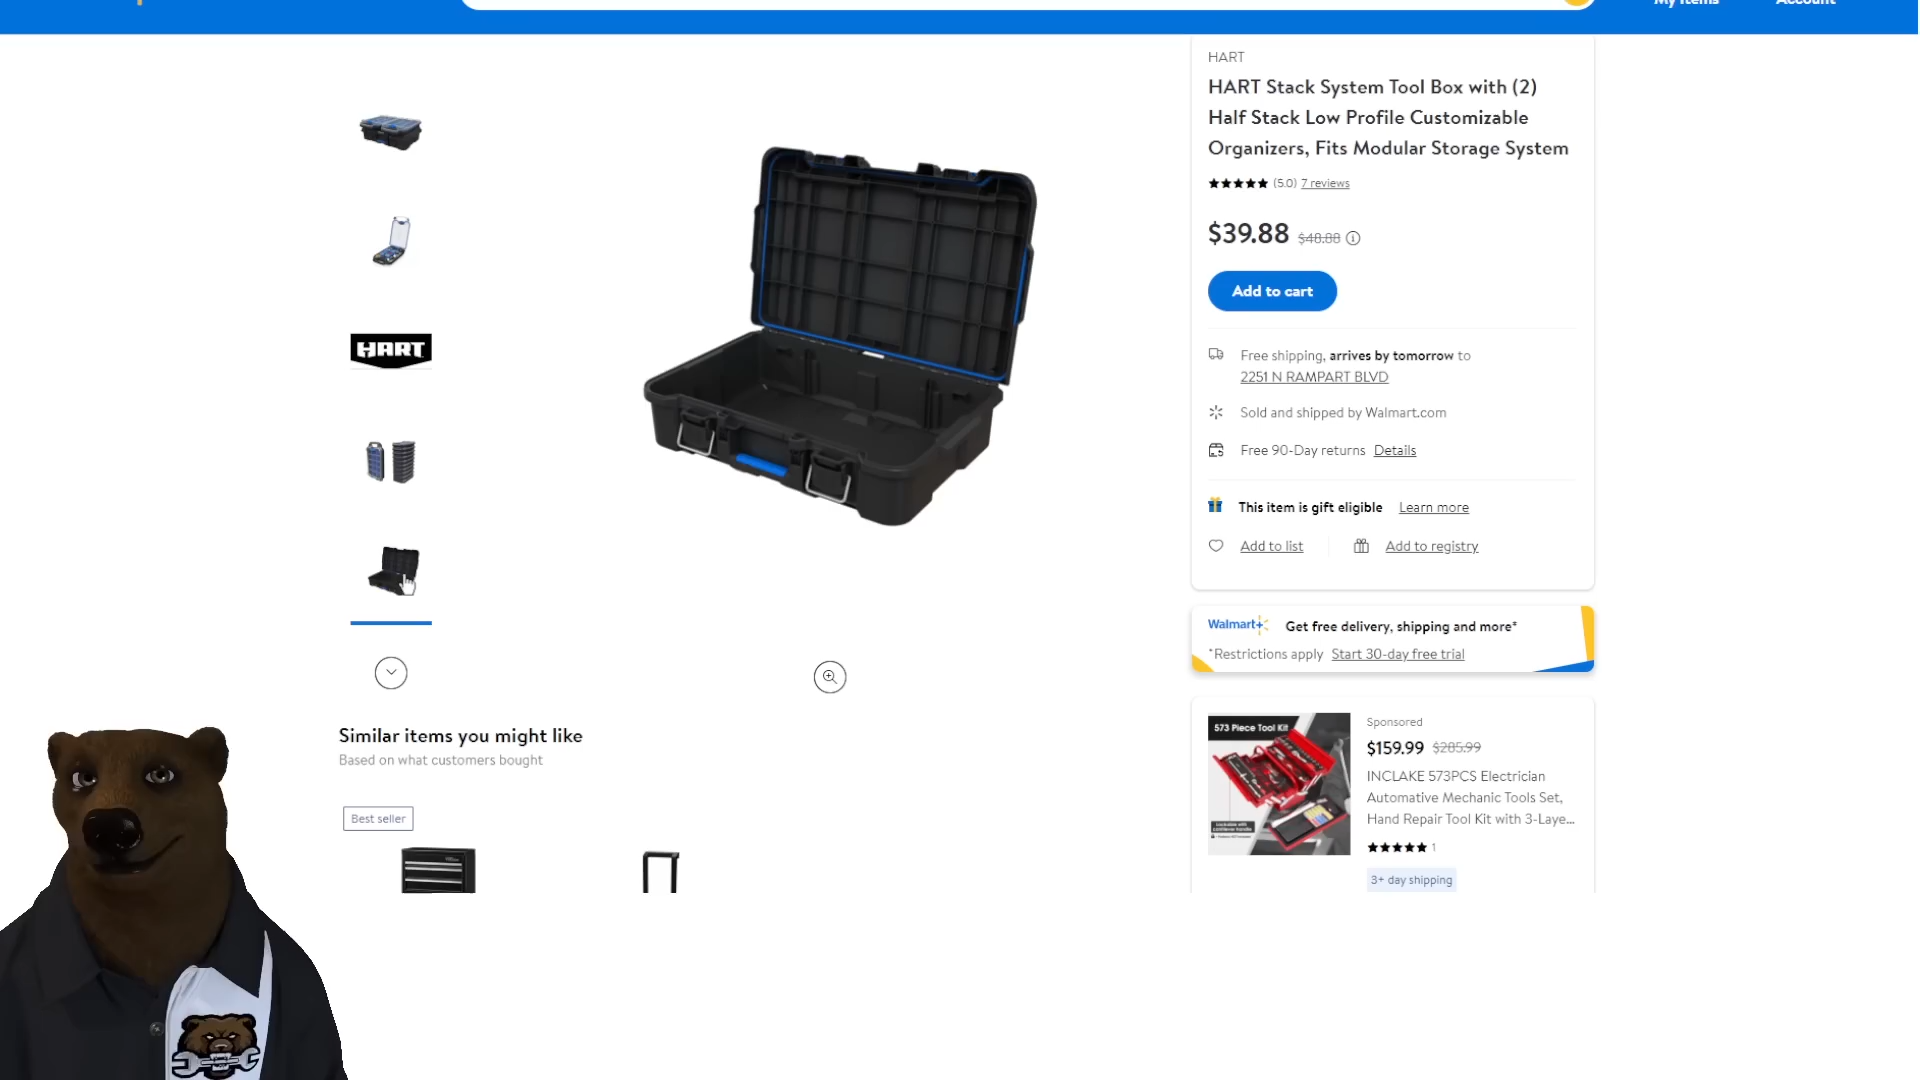 My Items
Account
HART
HART Stack System Tool Box with (2)
Half Stack Low Profile Customizable
Organizers, Fits Modular Storage System
(5.0) 7 reviews
$39.88 $48.88
Add to cart
Free shipping, arrives by tomorrow to
2251 N RAMPART BLVD
Sold and shipped by Walmart.com
Free 90-Day returns Details
This item is gift eligible Learn more
Add to list
Add to registry
HART
Walmart+ Get free delivery, shipping and more*
*Restrictions apply Start 30-day free trial
Similar items you might like
Based on what customers bought
Best seller
573 Piece Tool Kit
Sponsored
$159.99 $285.99
INCLAKE 573PCS Electrician
Automotive Mechanic Tools Set,
Hand Repair Tool Kit with 3-Laye...
1
3+ day shipping